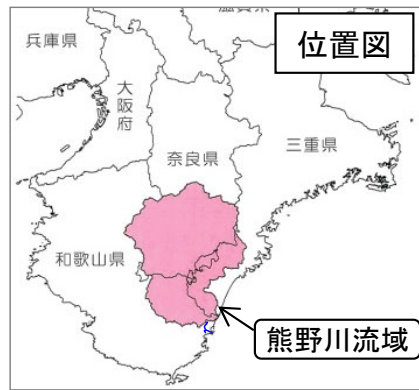 位置図
兵庫県
大阪府
奈良県
三重県
和歌山県
熊野川流域